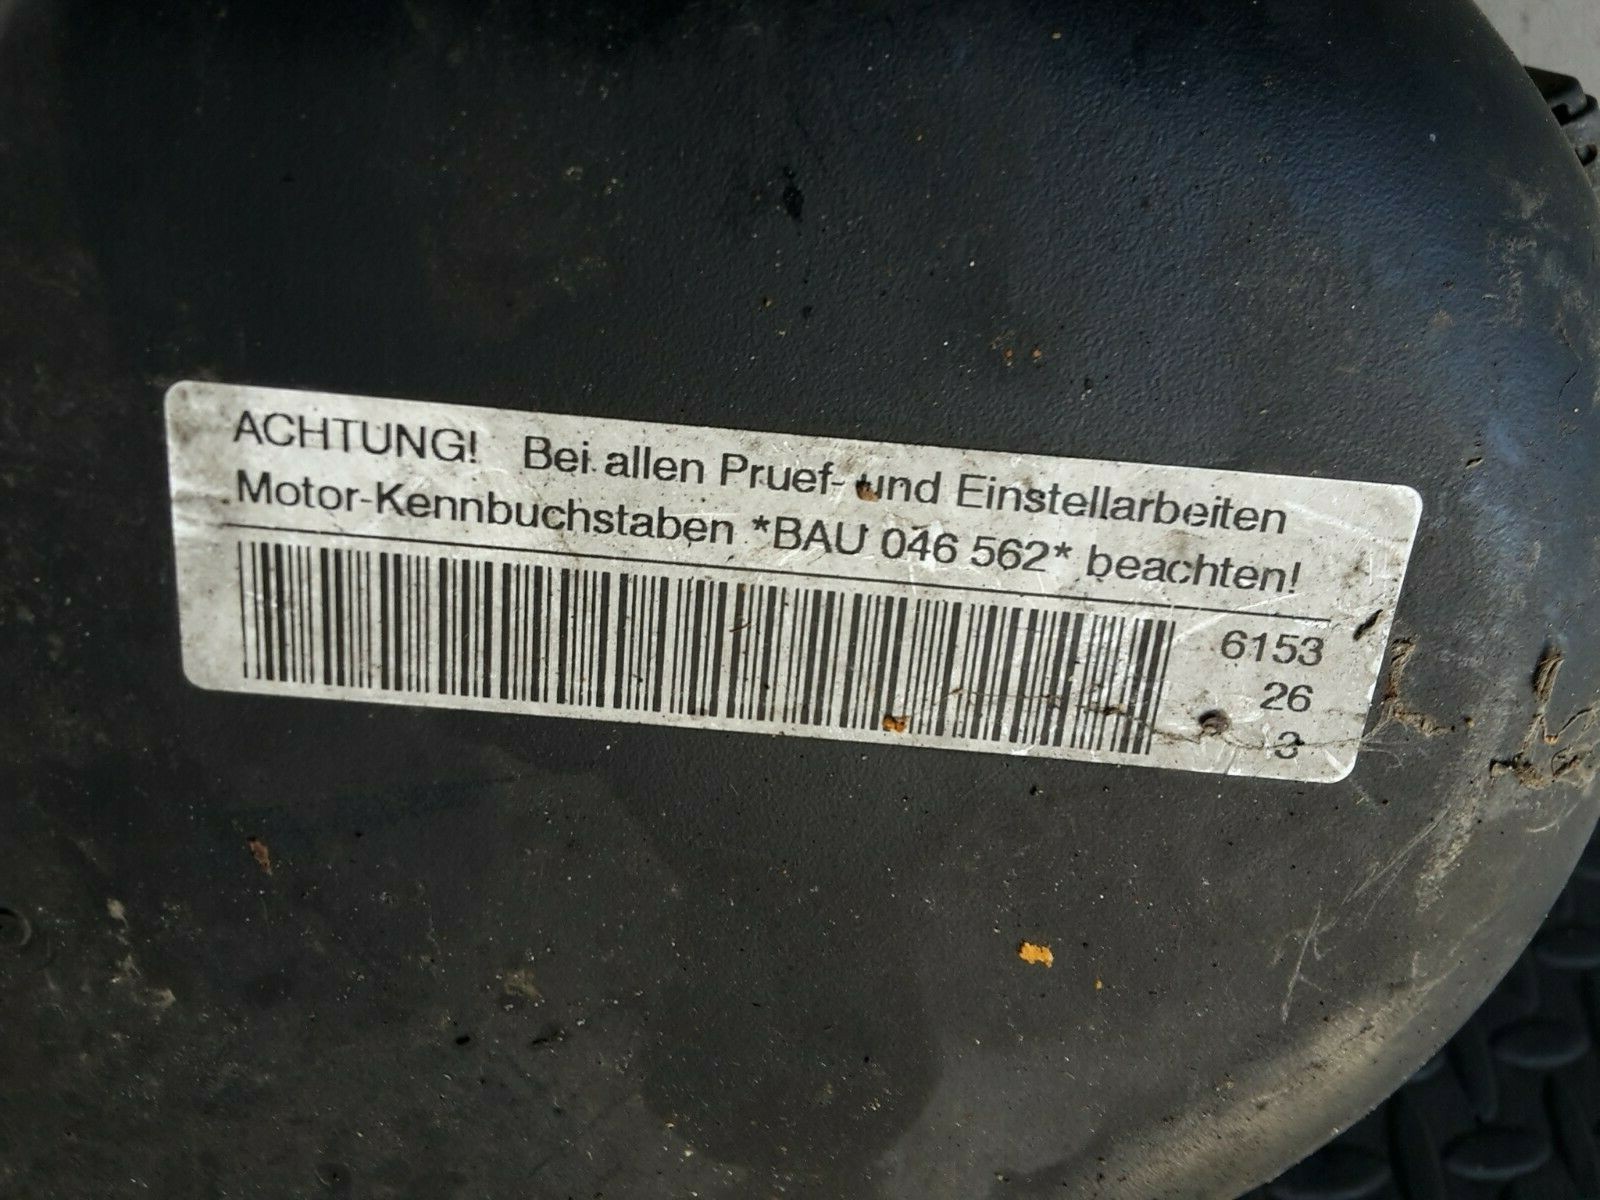 ACHTUNG! Bei allen Pruef- und Einstellarbeiten
Motor-Kennbuchstaben *BAU 046 562* beachten!
6153
26
3